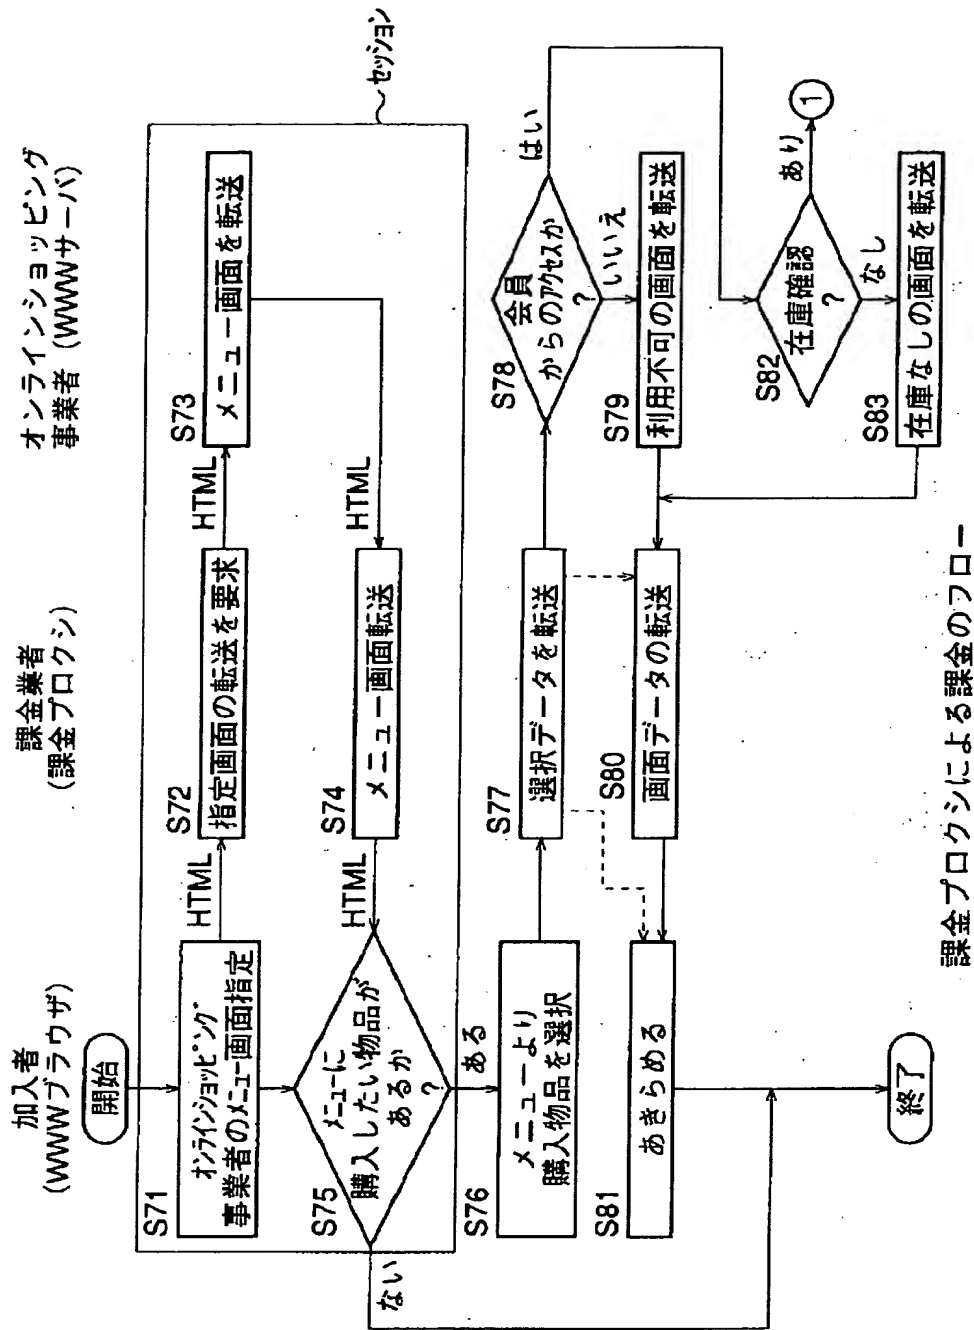 加入者
(WWWブラウザ)
課金業者
(課金プロクシ)
オンラインショッピング
事業者 (WWWサーバ)
開始
セッション
S71
オンラインショッピング
事業者のメニュー画面指定
HTML
S72
指定画面の転送を要求
HTML
S73
メニュー画面を転送
HTML
S74
メニュー画面転送
HTML
S75
メニューに
購入したい物品が
あるか
?
ない
ある
S76
メニューより
購入物品を選択
S77
選択データを転送
S78
会員
からのアクセスか
?
はい
いいえ
S79
利用不可の画面を転送
S80
画面データの転送
S81
あきらめる
S82
在庫確認
?
あり
1
なし
S83
在庫なしの画面を転送
終了
課金プロクシによる課金のフロー